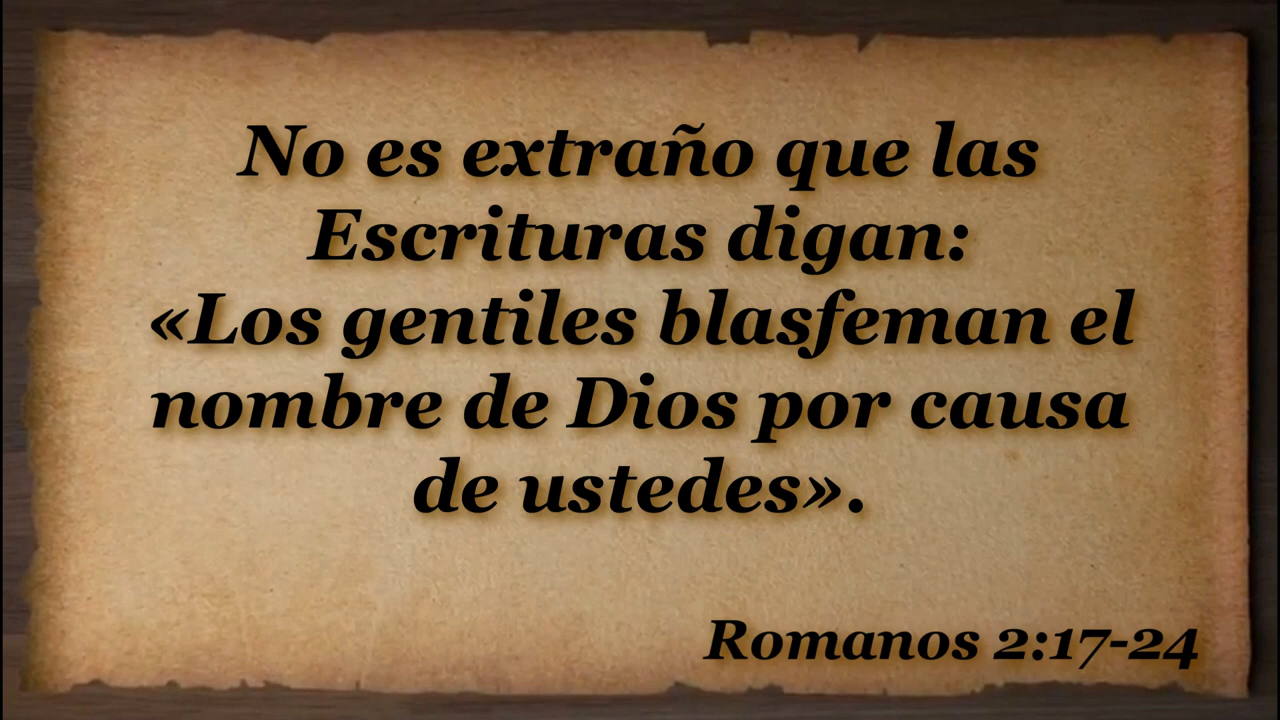 No es extraño que las
Escrituras digan:
«Los gentiles blasfeman el
nombre de Dios por causa
de ustedes».
Romanos 2:17-24